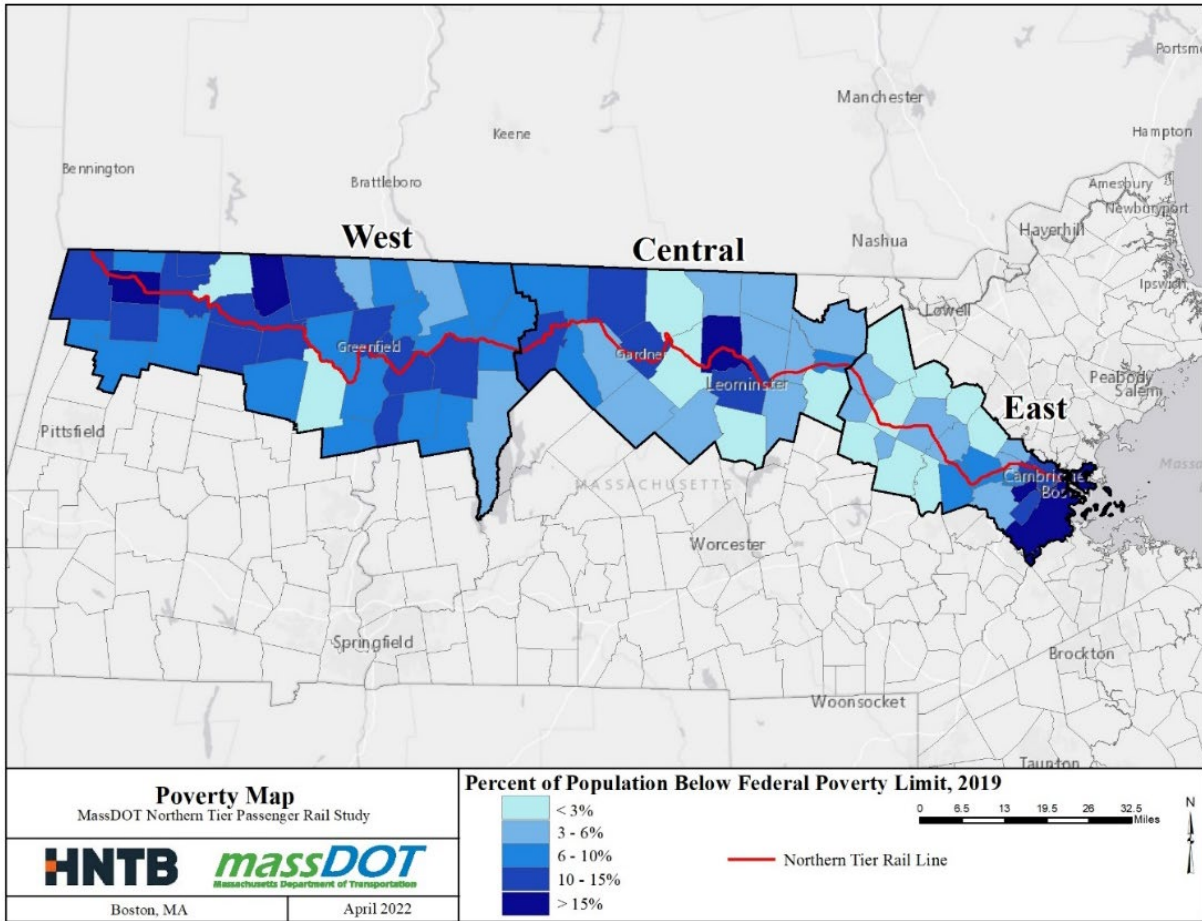 Portsm
Manchester
Keene
Hampton
Bennington
Brattleboro
Amesbury
Newburyport
West
Central
Nashua
Haverhill
Ipswich
Lowell
Greenfield
Gardner
Leominster
Peabody
Salem
East
Pittsfield
Cambridge
Bos
Massa
MASSACHUSETTS
Worcester
Springfield
Brockton
Woonsocket
Taunton
Poverty Map
MassDOT Northern Tier Passenger Rail Study
HNTB
massDOT
Massachusetts Department of Transportation
Boston, MA
April 2022
Percent of Population Below Federal Poverty Limit, 2019
< 3%
3 - 6%
6 - 10%
10 - 15%
> 15%
Northern Tier Rail Line
0 6.5 13 19.5 26 32.5
Miles
N